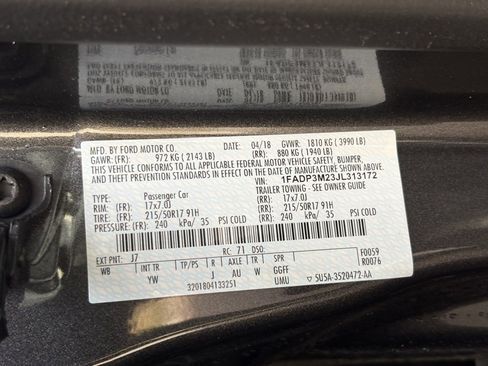 MFD. BY FORD MOTOR CO.
DATE: 04/18 GVWR: 1810 KG (3990 LB)
GAWR: (FR): 972 KG (2143 LB) (RR): 880 KG (1940 LB)
THIS VEHICLE CONFORMS TO ALL APPLICABLE FEDERAL MOTOR VEHICLE SAFETY, BUMPER,
AND THEFT PREVENTION STANDARDS IN EFFECT ON THE DATE OF MANUFACTURE SHOWN ABOVE.
VIN: 1FADP3M23JL313172
TYPE: Passenger Car TRAILER TOWING - SEE OWNER GUIDE
RIM: (FR): 17x7.0J (RR): 17x7.0J
TIRE: (FR): 215/50R17 91H (RR): 215/50R17 91H
PRESSURE: (FR): 240 kPa/ 35 PSI COLD (RR): 240 kPa/ 35 PSI COLD
EXT PNT: J7 RC: 71 DSO: F0059
WB INT TR TP/PS R AXLE TR SPR R0076
YW J AU W GGFF
3201804133251 UMU 5U5A-3520472-AA